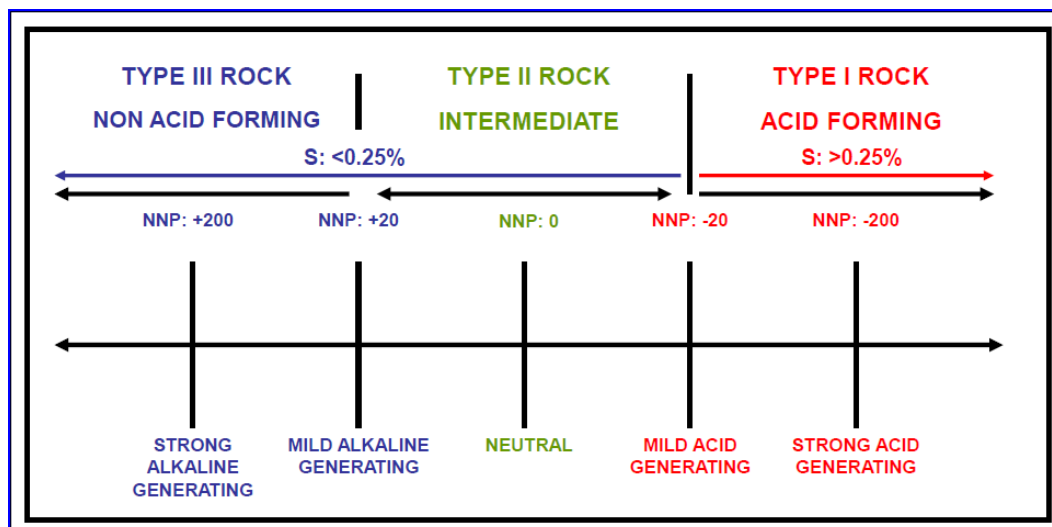 TYPE III ROCK
NON ACID FORMING
TYPE II ROCK
INTERMEDIATE
TYPE I ROCK
ACID FORMING
S: <0.25%
S: >0.25%
NNP: +200
NNP: +20
NNP: 0
NNP: -20
NNP: -200
STRONG
ALKALINE
GENERATING
MILD ALKALINE
GENERATING
NEUTRAL
MILD ACID
GENERATING
STRONG ACID
GENERATING